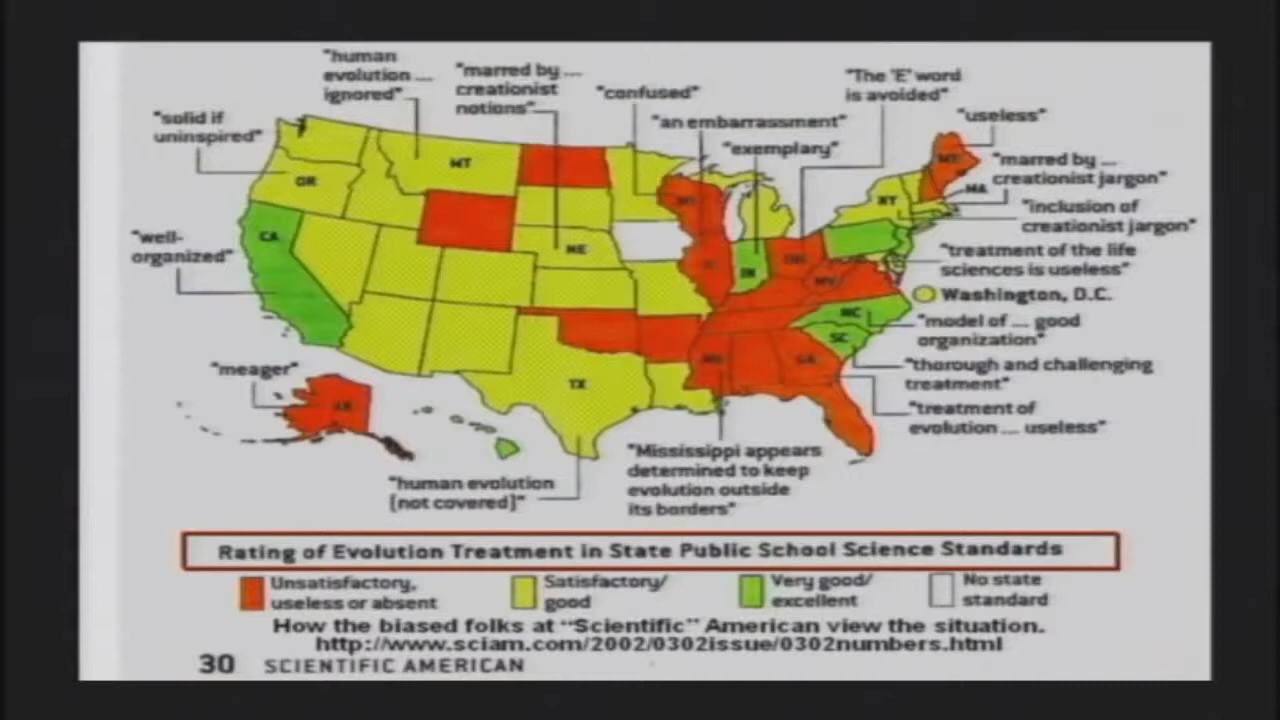 "human
evolution ...
ignored"
"marred by ...
creationist
notions"
"confused"
"The 'E' word
is avoided"
"solid if
uninspired"
"an embarrassment"
"exemplary"
"useless"
"marred by ...
creationist jargon"
"inclusion of
creationist jargon"
"well-
organized"
"treatment of the life
sciences is useless"
Washington, D.C.
"model of ... good
organization"
"thorough and challenging
treatment"
"treatment of
evolution ... useless"
"meager"
"human evolution
[not covered]"
"Mississippi appears
determined to keep
evolution outside
its borders"
MT
OR
CA
NE
TX
IN
NY
MA
NC
SC
GA
WV
Rating of Evolution Treatment in State Public School Science Standards
Unsatisfactory,
useless or absent
Satisfactory/
good
Very good/
excellent
No state
standard
How the biased folks at "Scientific" American view the situation.
http://www.sciam.com/2002/0302issue/0302numbers.html
30 SCIENTIFIC AMERICAN